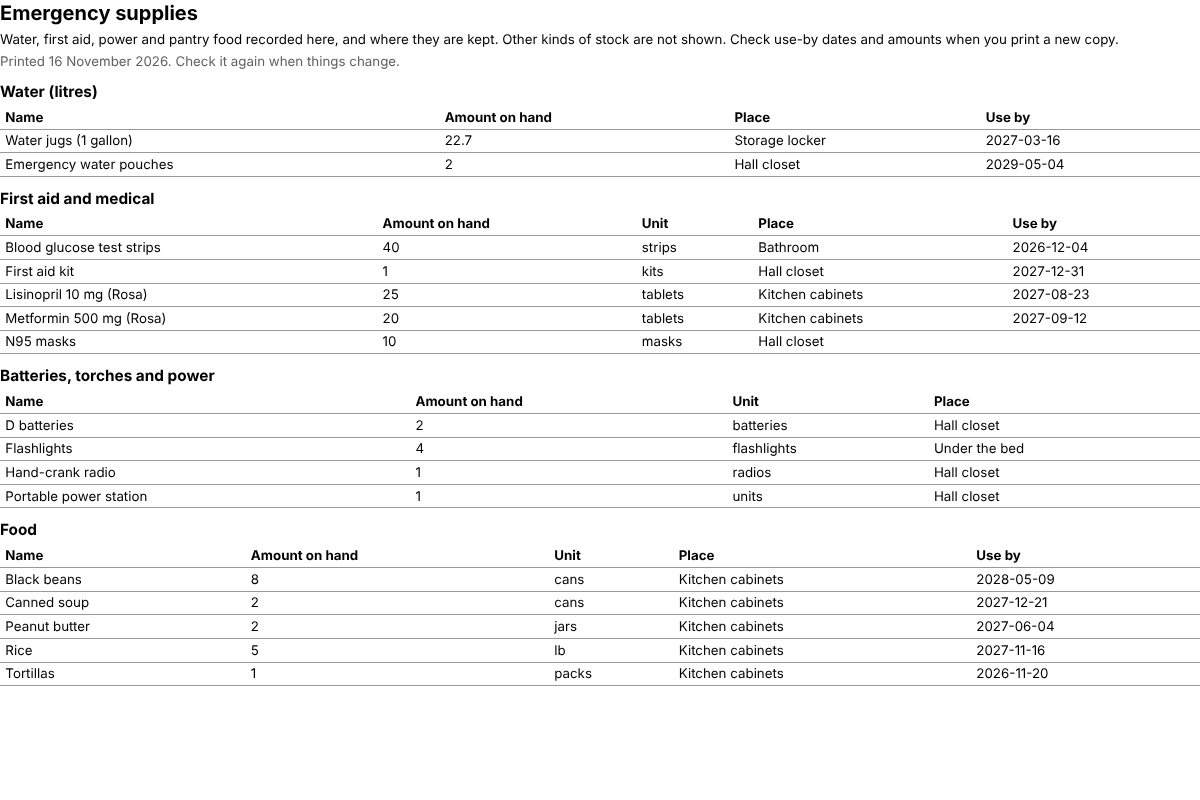 Emergency supplies
Water, first aid, power and pantry food recorded here, and where they are kept. Other kinds of stock are not shown. Check use-by dates and amounts when you print a new copy.
Printed 16 November 2026. Check it again when things change.
Water (litres)
Name Amount on hand Place Use by
Water jugs (1 gallon) 22.7 Storage locker 2027-03-16
Emergency water pouches 2 Hall closet 2029-05-04
First aid and medical
Name Amount on hand Unit Place Use by
Blood glucose test strips 40 strips Bathroom 2026-12-04
First aid kit 1 kits Hall closet 2027-12-31
Lisinopril 10 mg (Rosa) 25 tablets Kitchen cabinets 2027-08-23
Metformin 500 mg (Rosa) 20 tablets Kitchen cabinets 2027-09-12
N95 masks 10 masks Hall closet
Batteries, torches and power
Name Amount on hand Unit Place
D batteries 2 batteries Hall closet
Flashlights 4 flashlights Under the bed
Hand-crank radio 1 radios Hall closet
Portable power station 1 units Hall closet
Food
Name Amount on hand Unit Place Use by
Black beans 8 cans Kitchen cabinets 2028-05-09
Canned soup 2 cans Kitchen cabinets 2027-12-21
Peanut butter 2 jars Kitchen cabinets 2027-06-04
Rice 5 lb Kitchen cabinets 2027-11-16
Tortillas 1 packs Kitchen cabinets 2026-11-20